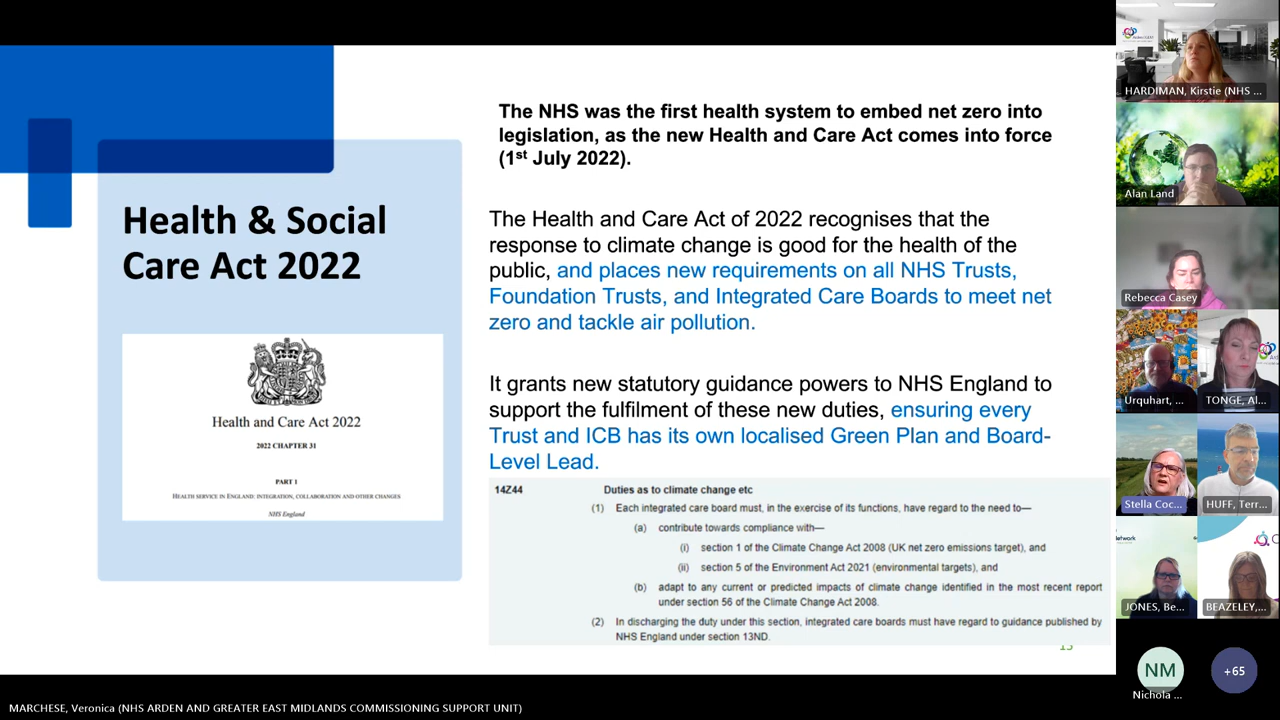 Health & Social
Care Act 2022
Health and Care Act 2022
2022 CHAPTER 31
PART 1
HEALTH SERVICE IN ENGLAND: INTEGRATION, COLLABORATION AND OTHER CHANGES
NHS England
The NHS was the first health system to embed net zero into
legislation, as the new Health and Care Act comes into force
(1st July 2022).
The Health and Care Act of 2022 recognises that the
response to climate change is good for the health of the
public, and places new requirements on all NHS Trusts,
Foundation Trusts, and Integrated Care Boards to meet net
zero and tackle air pollution.
It grants new statutory guidance powers to NHS England to
support the fulfilment of these new duties, ensuring every
Trust and ICB has its own localised Green Plan and Board-
Level Lead.
14Z44 Duties as to climate change etc
(1) Each integrated care board must, in the exercise of its functions, have regard to the need to—
(a) contribute towards compliance with—
(i) section 1 of the Climate Change Act 2008 (UK net zero emissions target), and
(ii) section 5 of the Environment Act 2021 (environmental targets), and
(b) adapt to any current or predicted impacts of climate change identified in the most recent report
under section 56 of the Climate Change Act 2008.
(2) In discharging the duty under this section, integrated care boards must have regard to guidance published by
NHS England under section 13ND.
HARDIMAN, Kirstie (NHS ...
Alan Land
Rebecca Casey
Urquhart, ...
TONGE, Al...
Stella Coc...
HUFF, Terr...
JONES, Be...
BEAZELEY,...
NM
Nichola ...
+65
MARCHESE, Veronica (NHS ARDEN AND GREATER EAST MIDLANDS COMMISSIONING SUPPORT UNIT)